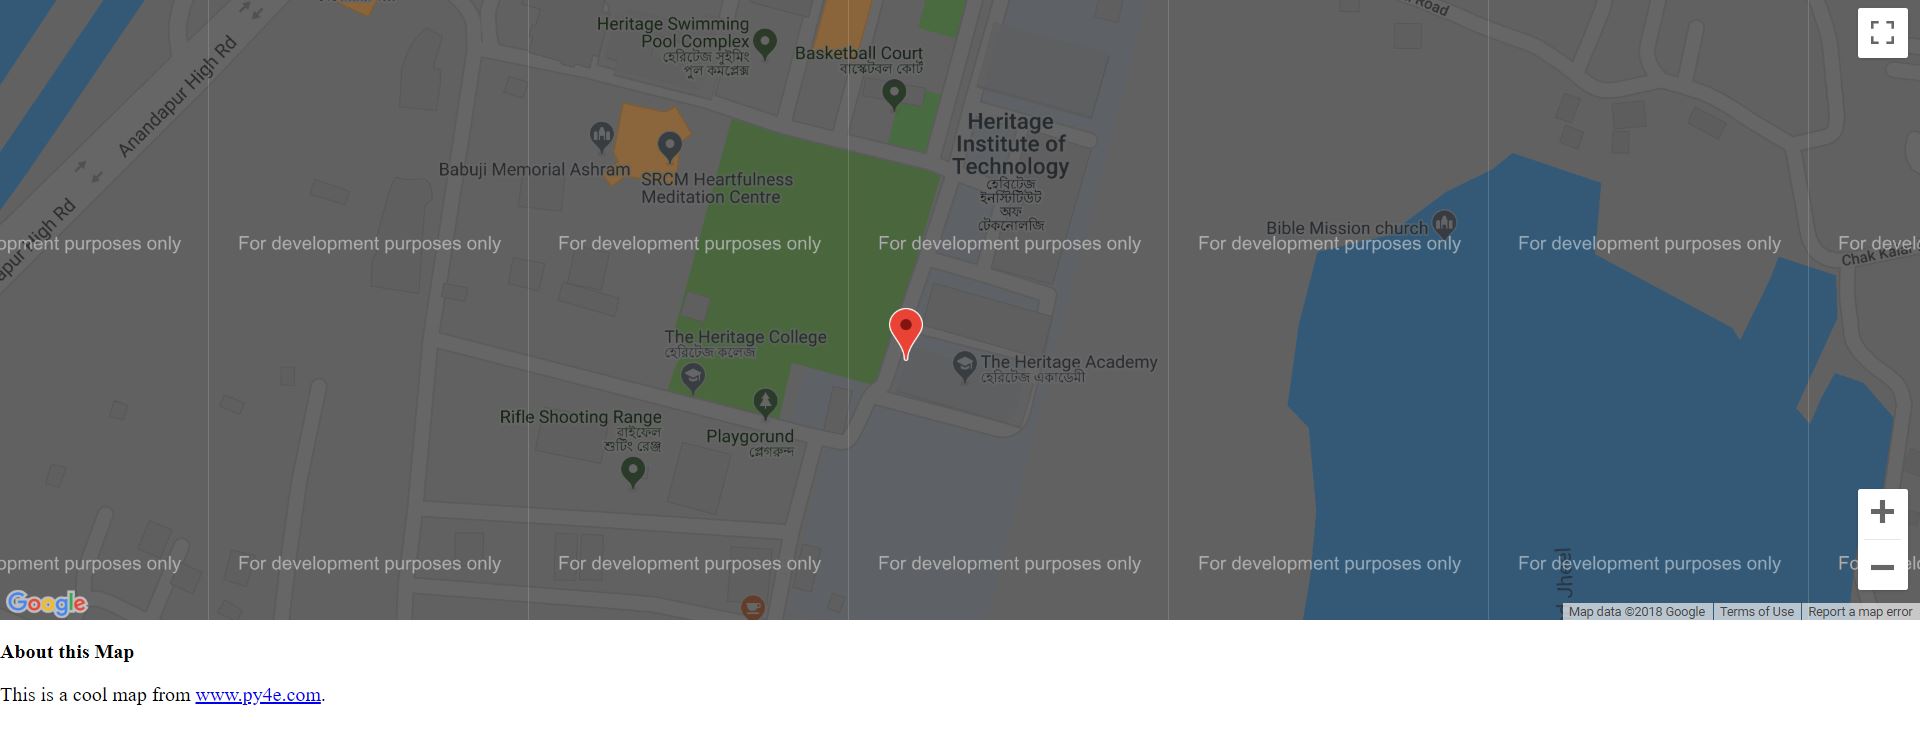 Road
Heritage Swimming
Pool Complex
হেরিটেজ সুইমিং
পুল কমপ্লেক্স
Basketball Court
বাস্কেটবল কোর্ট
Anandapur High Rd
Heritage
Institute of
Technology
হেরিটেজ
ইনস্টিটিউট
অফ
টেকনোলজি
Babuji Memorial Ashram
SRCM Heartfulness
Meditation Centre
apur High Rd
Bible Mission church
opment purposes only
For development purposes only
For development purposes only
For development purposes only
For development purposes only
For development purposes only
For devel
Chak Kalar
The Heritage College
হেরিটেজ কলেজ
The Heritage Academy
হেরিটেজ একাডেমী
Rifle Shooting Range
রাইফেল
শুটিং রেঞ্জ
Playgorund
প্লেগরুন্দ
opment purposes only
For development purposes only
For development purposes only
For development purposes only
For development purposes only
For development purposes only
Jheel
Google
Map data ©2018 Google
Terms of Use
Report a map error
About this Map
This is a cool map from www.py4e.com.